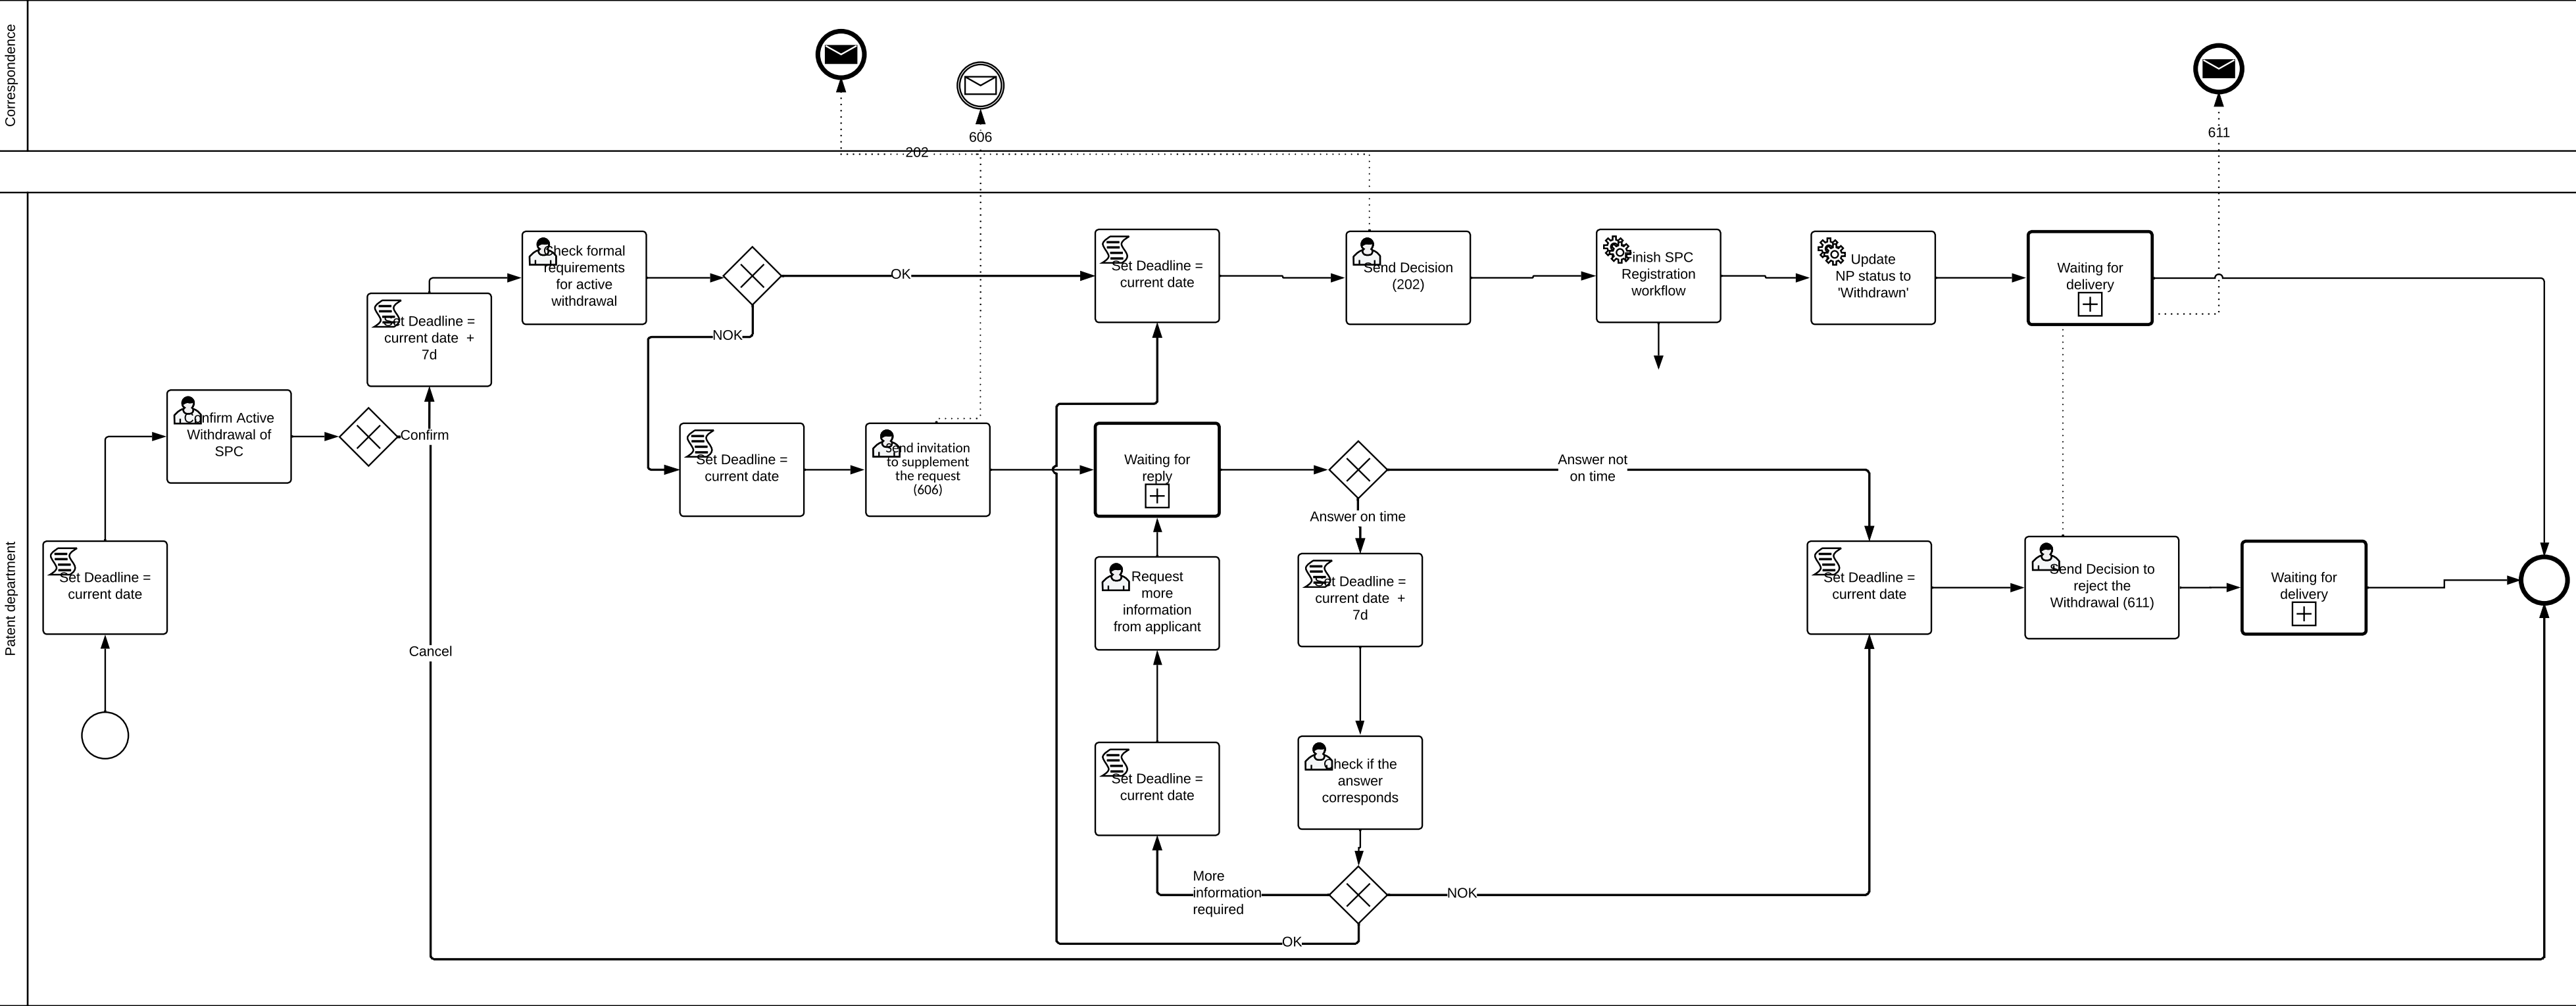 Correspondence
606
202
611
Patent department
Check formal
requirements
for active
withdrawal
OK
NOK
Set Deadline =
current date
Send Decision
(202)
Finish SPC
Registration
workflow
Update
NP status to
'Withdrawn'
Waiting for
delivery
Set Deadline =
current date +
7d
Confirm Active
Withdrawal of
SPC
Confirm
Cancel
Set Deadline =
current date
Set Deadline =
current date
Send invitation
to supplement
the request
(606)
Waiting for
reply
Answer not
on time
Answer on time
Request
more
information
from applicant
Set Deadline =
current date +
7d
Set Deadline =
current date
Send Decision to
reject the
Withdrawal (611)
Waiting for
delivery
Set Deadline =
current date
Check if the
answer
corresponds
More
information
required
NOK
OK